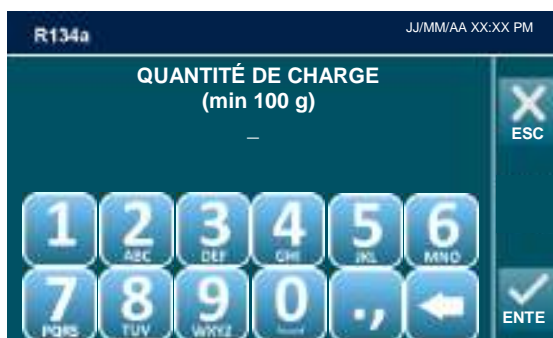 R134a JJ/MM/AA XX:XX PM
QUANTITÉ DE CHARGE
(min 100 g)
_
ESC
1 2 3 4 5 6
ABC DEF GHI JKL MNO
7 8 9 0 .,
PQRS TUV WXYZ
ENTE